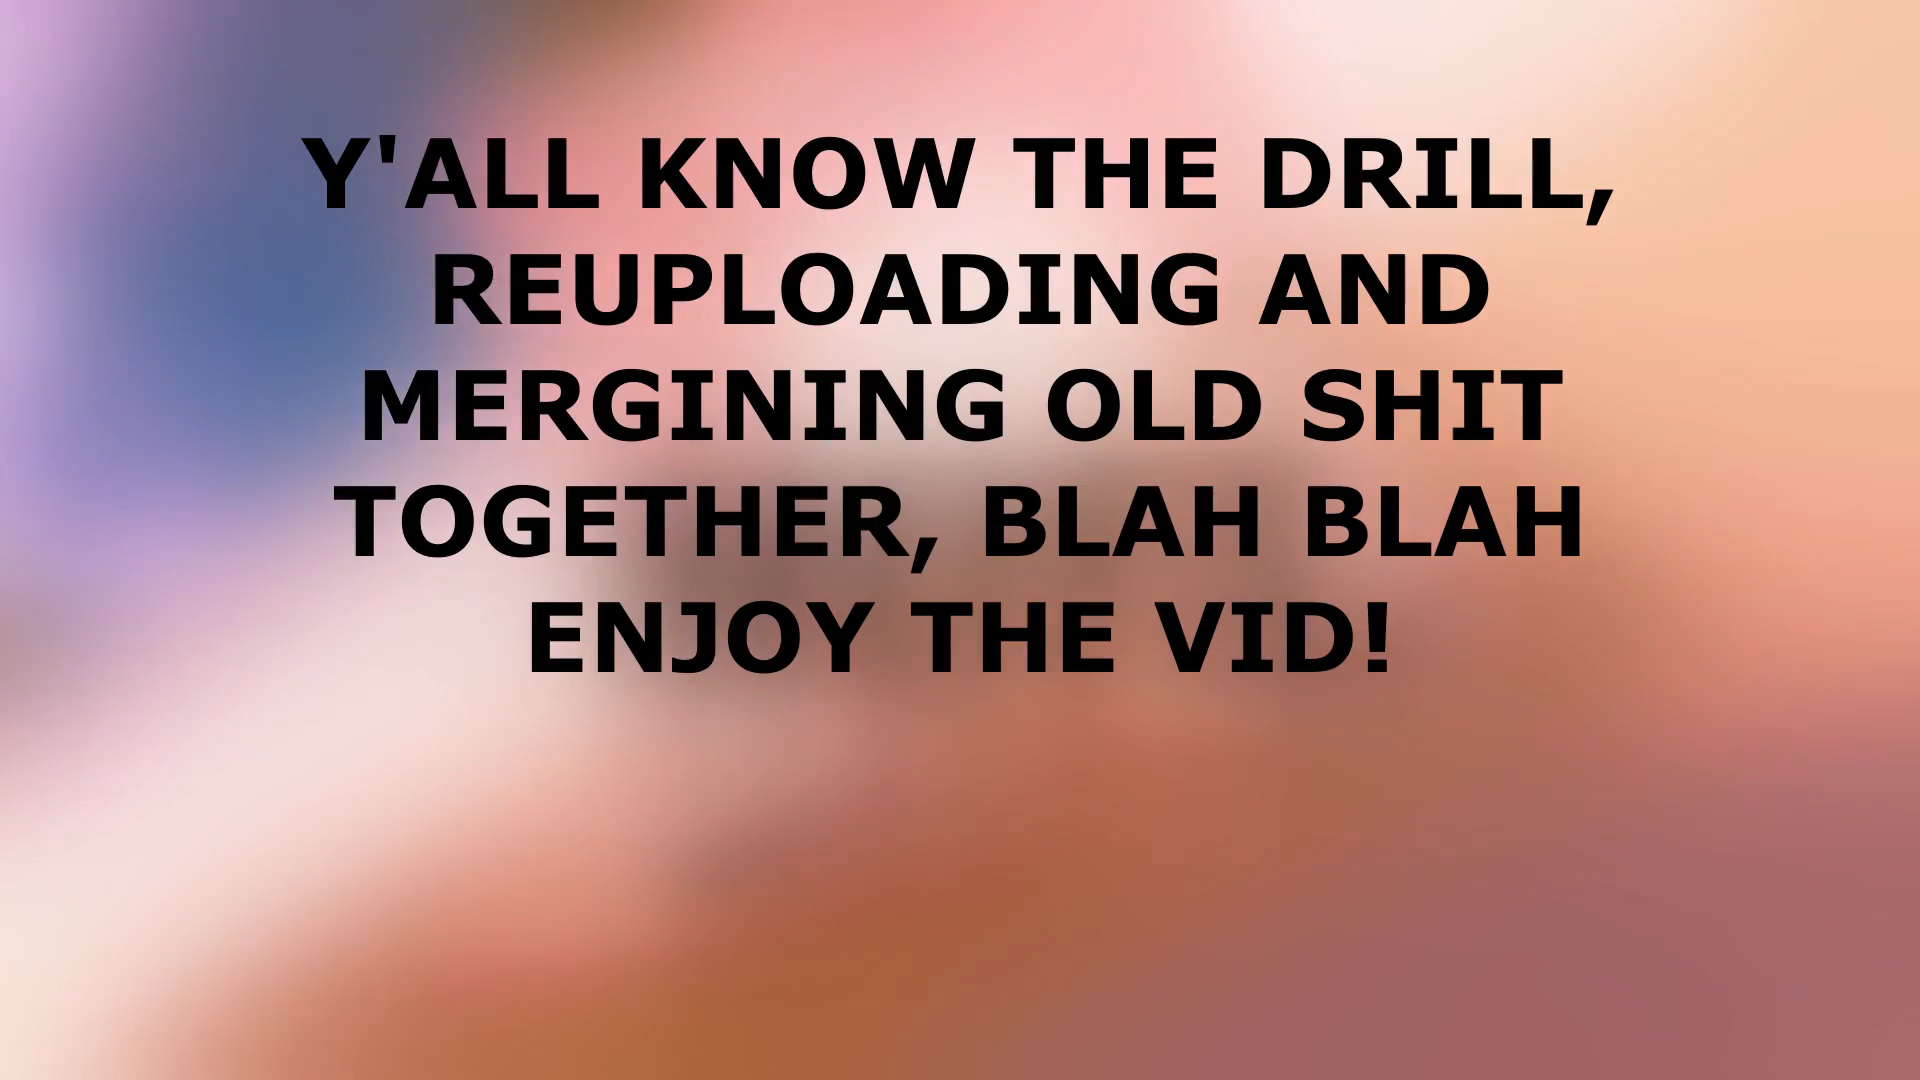 Y'ALL KNOW THE DRILL,
REUPLOADING AND
MERGINING OLD SHIT
TOGETHER, BLAH BLAH
ENJOY THE VID!